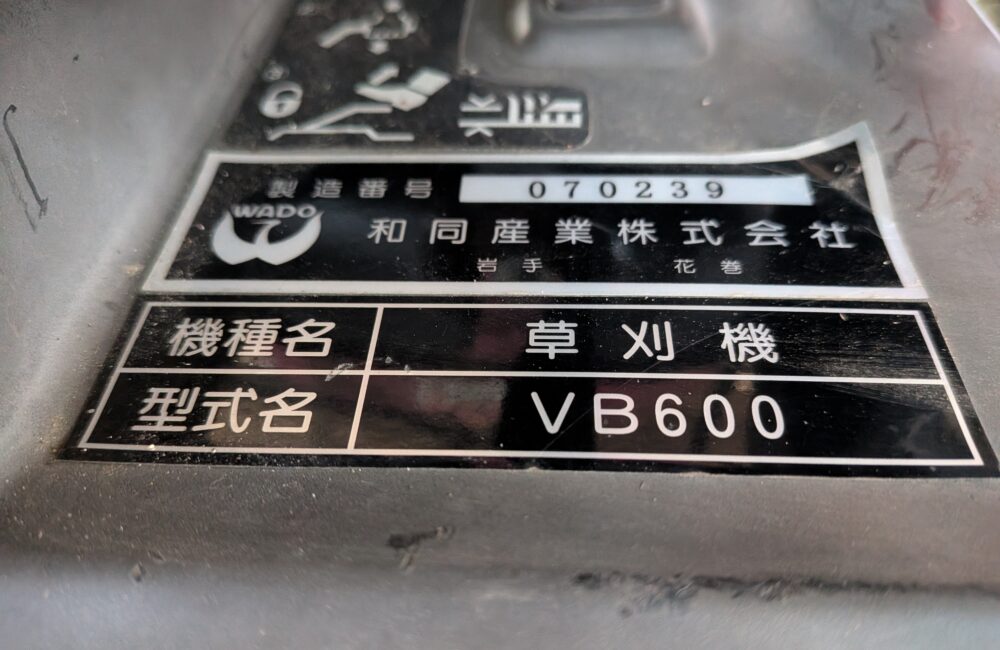 製造番号 070239
WADO 和同産業株式会社
岩手 花巻
機種名 草刈機
型式名 VB600